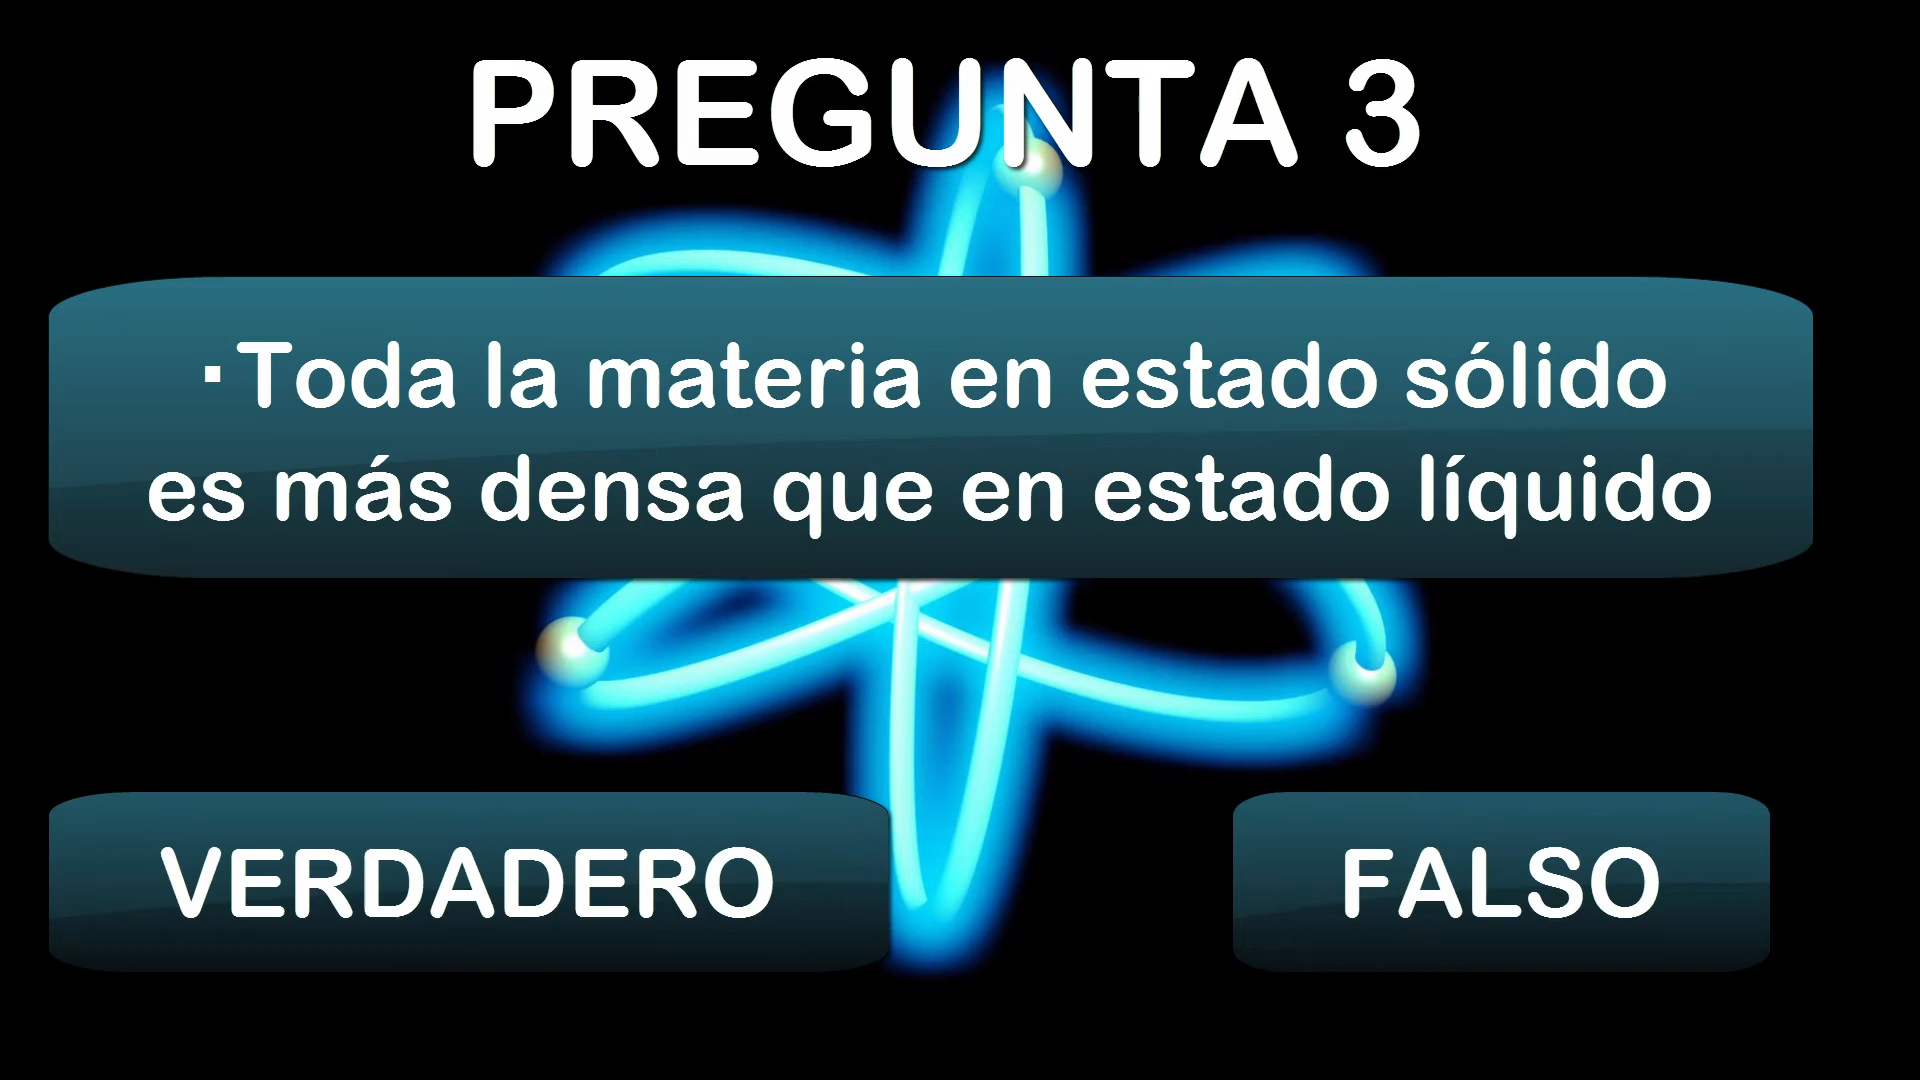 PREGUNTA 3
▪Toda la materia en estado sólido
es más densa que en estado líquido
VERDADERO
FALSO